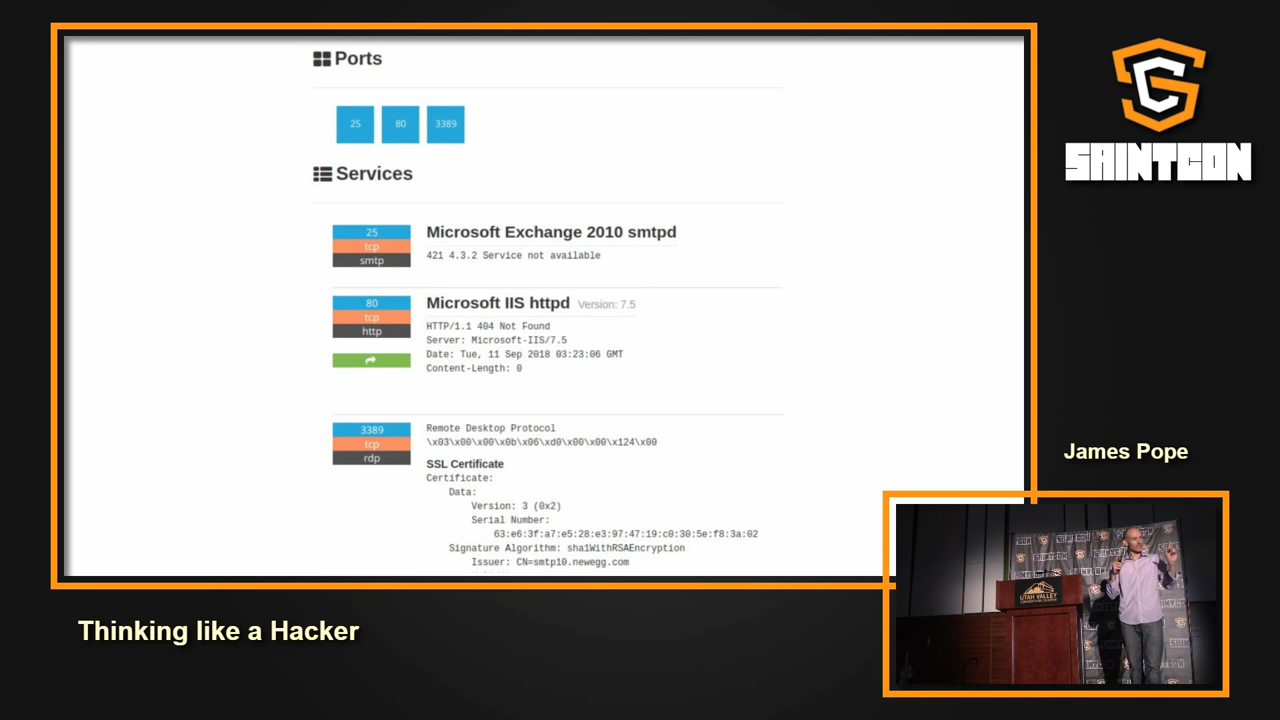 Ports
25 80 3389
Services
25
tcp
smtp
Microsoft Exchange 2010 smtpd
421 4.3.2 Service not available
80
tcp
http
Microsoft IIS httpd Version: 7.5
HTTP/1.1 404 Not Found
Server: Microsoft-IIS/7.5
Date: Tue, 11 Sep 2018 03:23:06 GMT
Content-Length: 0
3389
tcp
rdp
Remote Desktop Protocol
\x03\x00\x00\x0b\x06\xd0\x00\x00\x124\x00
SSL Certificate
Certificate:
Data:
Version: 3 (0x2)
Serial Number:
63:e6:3f:a7:e5:28:e3:97:47:19:c0:30:5e:f8:3a:02
Signature Algorithm: sha1WithRSAEncryption
Issuer: CN=smtp10.newegg.com
SAINTCON
James Pope
UTAH VALLEY
Thinking like a Hacker